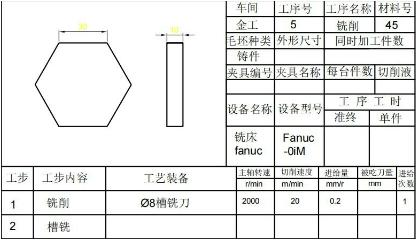 30
10
车间 工序号 工序名称 材料号
金工 5 铣削 45
毛坯种类 外形尺寸 同时加工件数
铸件
夹具编号 夹具名称 每台件数 切削液
设备名称 设备型号 工序工时
准终 单件
铣床 Fanuc
fanuc -0iM
工步 工步内容 工艺装备 主轴转速 切削速度 进给量 被吃刀量 进给
r/min m/min mm/r mm 次数
1 铣削 Ø8槽铣刀 2000 20 0.2 1
2 槽铣